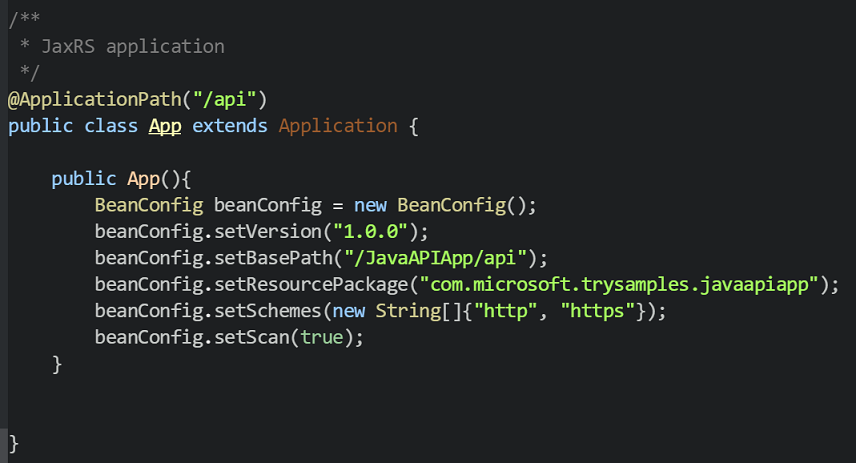 /**
 * JaxRS application
 */
@ApplicationPath("/api")
public class App extends Application {
    public App(){
        BeanConfig beanConfig = new BeanConfig();
        beanConfig.setVersion("1.0.0");
        beanConfig.setBasePath("/JavaAPIApp/api");
        beanConfig.setResourcePackage("com.microsoft.trysamples.javaapiapp");
        beanConfig.setSchemes(new String[]{"http", "https"});
        beanConfig.setScan(true);
    }
}